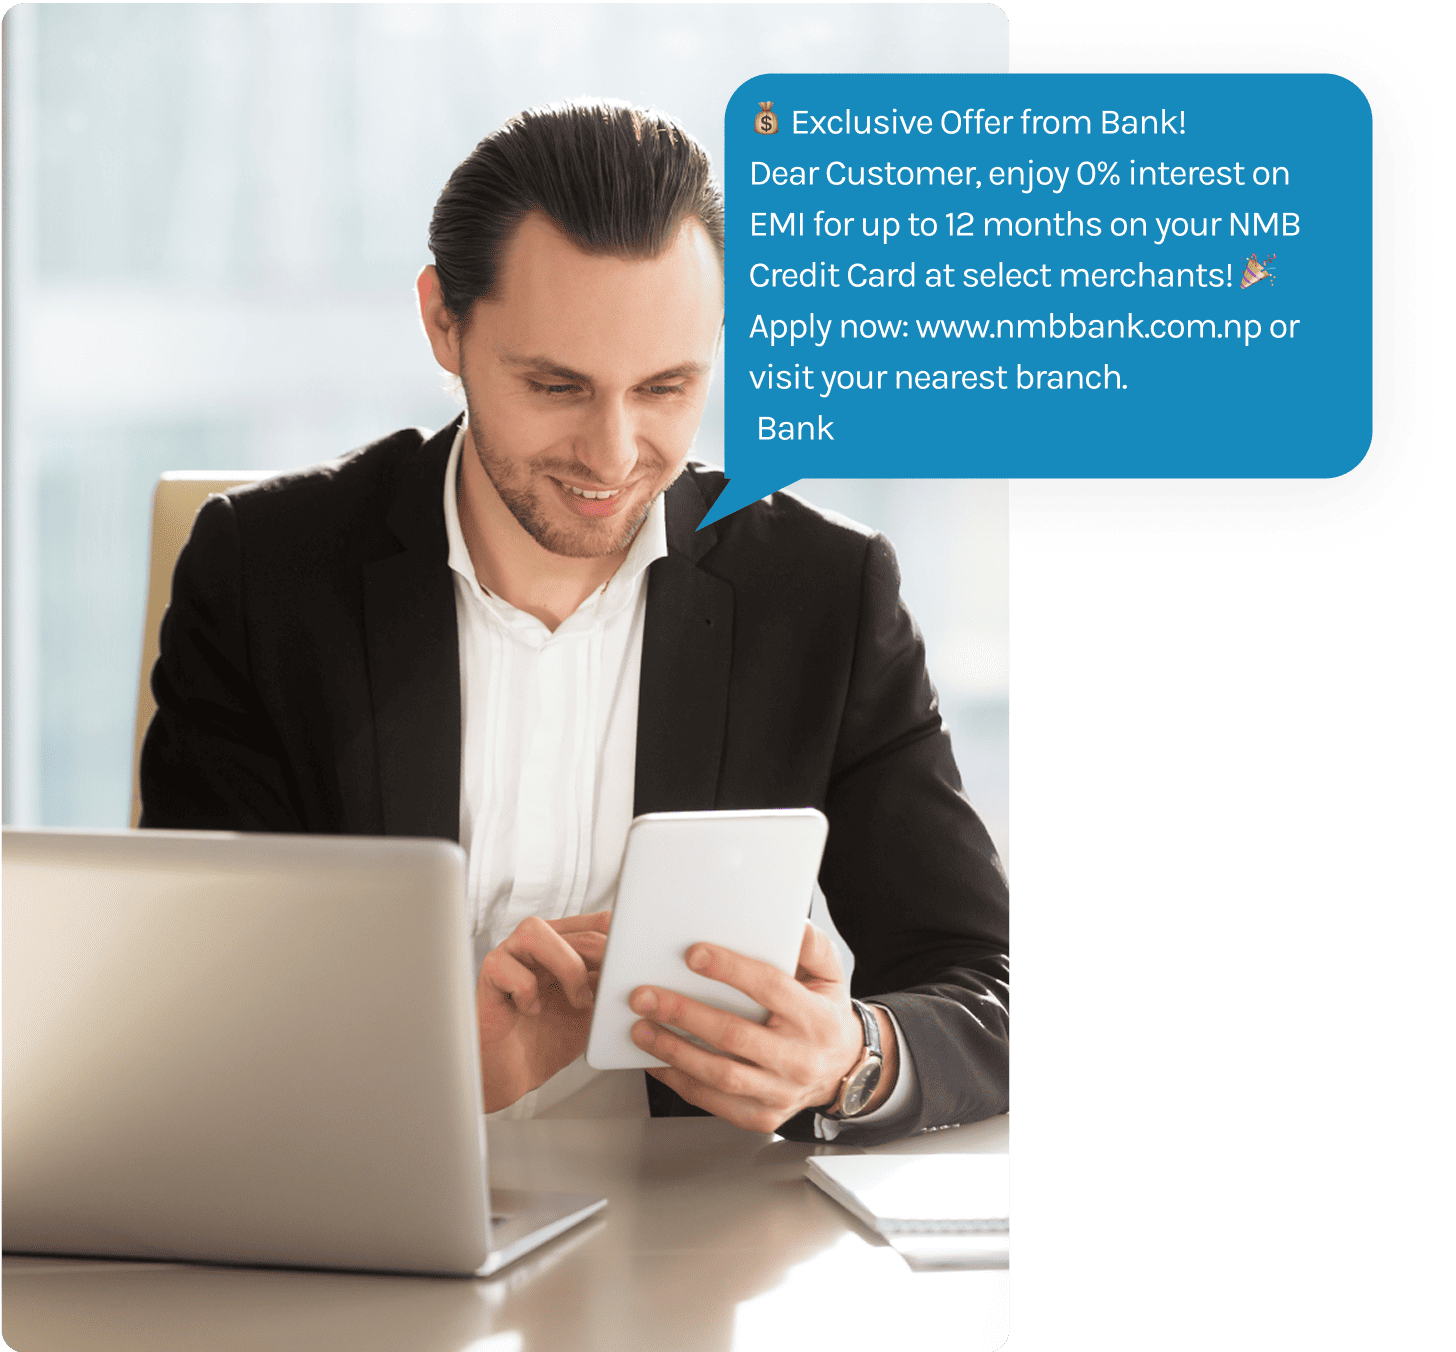 💰 Exclusive Offer from Bank!
Dear Customer, enjoy 0% interest on
EMI for up to 12 months on your NMB
Credit Card at select merchants! 🎉
Apply now: www.nmbbank.com.np or
visit your nearest branch.
Bank